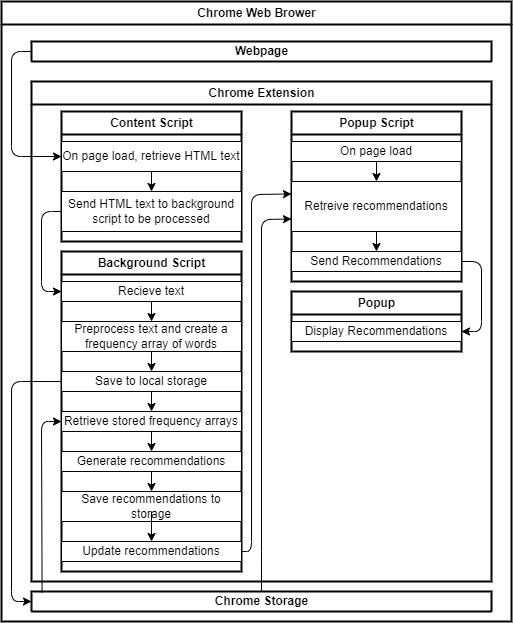 Chrome Web Brower
Webpage
Chrome Extension
Content Script
On page load, retrieve HTML text
Send HTML text to background
script to be processed
Background Script
Recieve text
Preprocess text and create a
frequency array of words
Save to local storage
Retrieve stored frequency arrays
Generate recommendations
Save recommendations to
storage
Update recommendations
Popup Script
On page load
Retreive recommendations
Send Recommendations
Popup
Display Recommendations
Chrome Storage